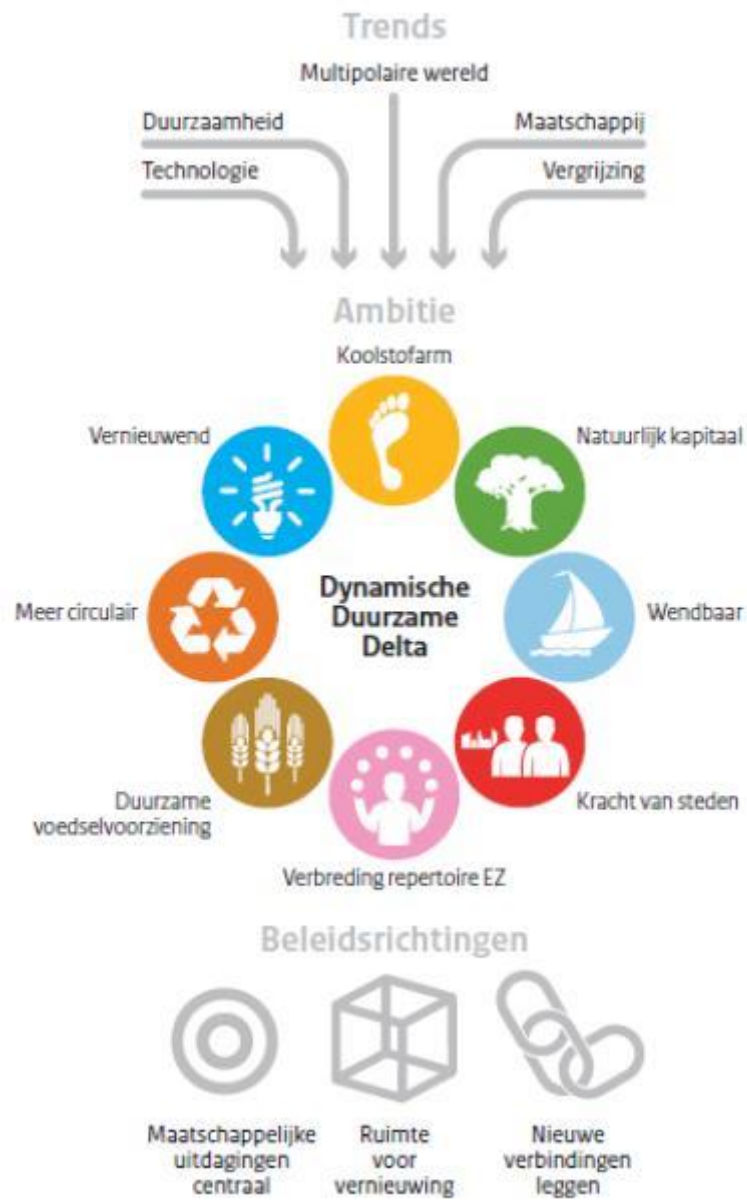 Trends
Multipolaire wereld
Duurzaamheid
Maatschappij
Technologie
Vergrijzing
Ambitie
Koolstofarm
Vernieuwend
Natuurlijk kapitaal
Meer circulair
Dynamische
Duurzame
Delta
Wendbaar
Duurzame
voedselvoorziening
Kracht van steden
Verbreding repertoire EZ
Beleidsrichtingen
Maatschappelijke
uitdagingen
centraal
Ruimte
voor
vernieuwing
Nieuwe
verbindingen
leggen